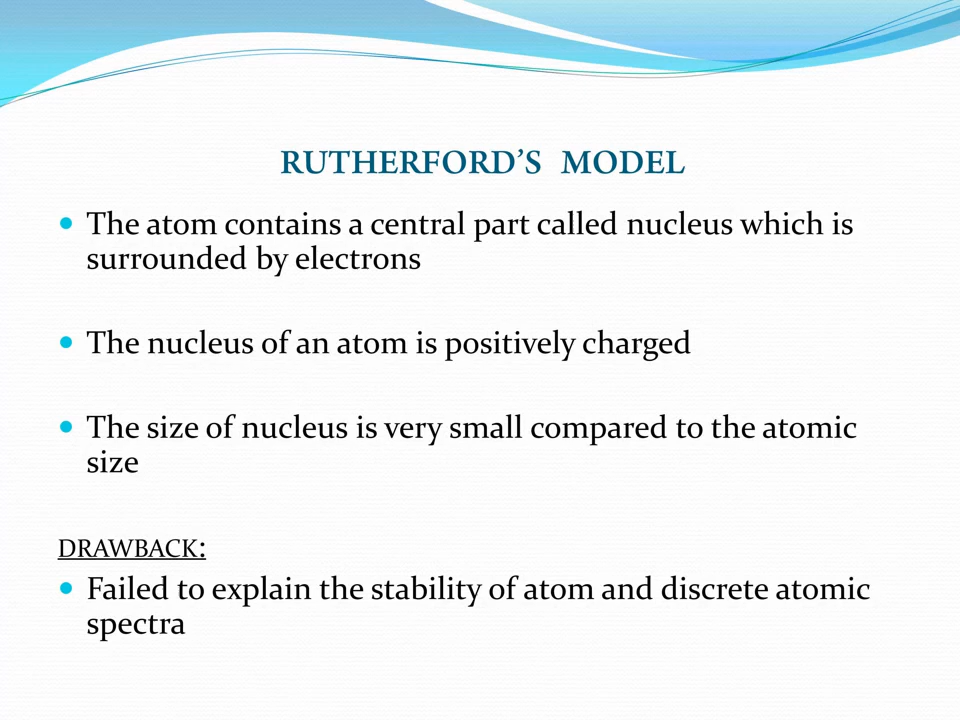 RUTHERFORD’S MODEL
• The atom contains a central part called nucleus which is
surrounded by electrons
• The nucleus of an atom is positively charged
• The size of nucleus is very small compared to the atomic
size
DRAWBACK:
• Failed to explain the stability of atom and discrete atomic
spectra